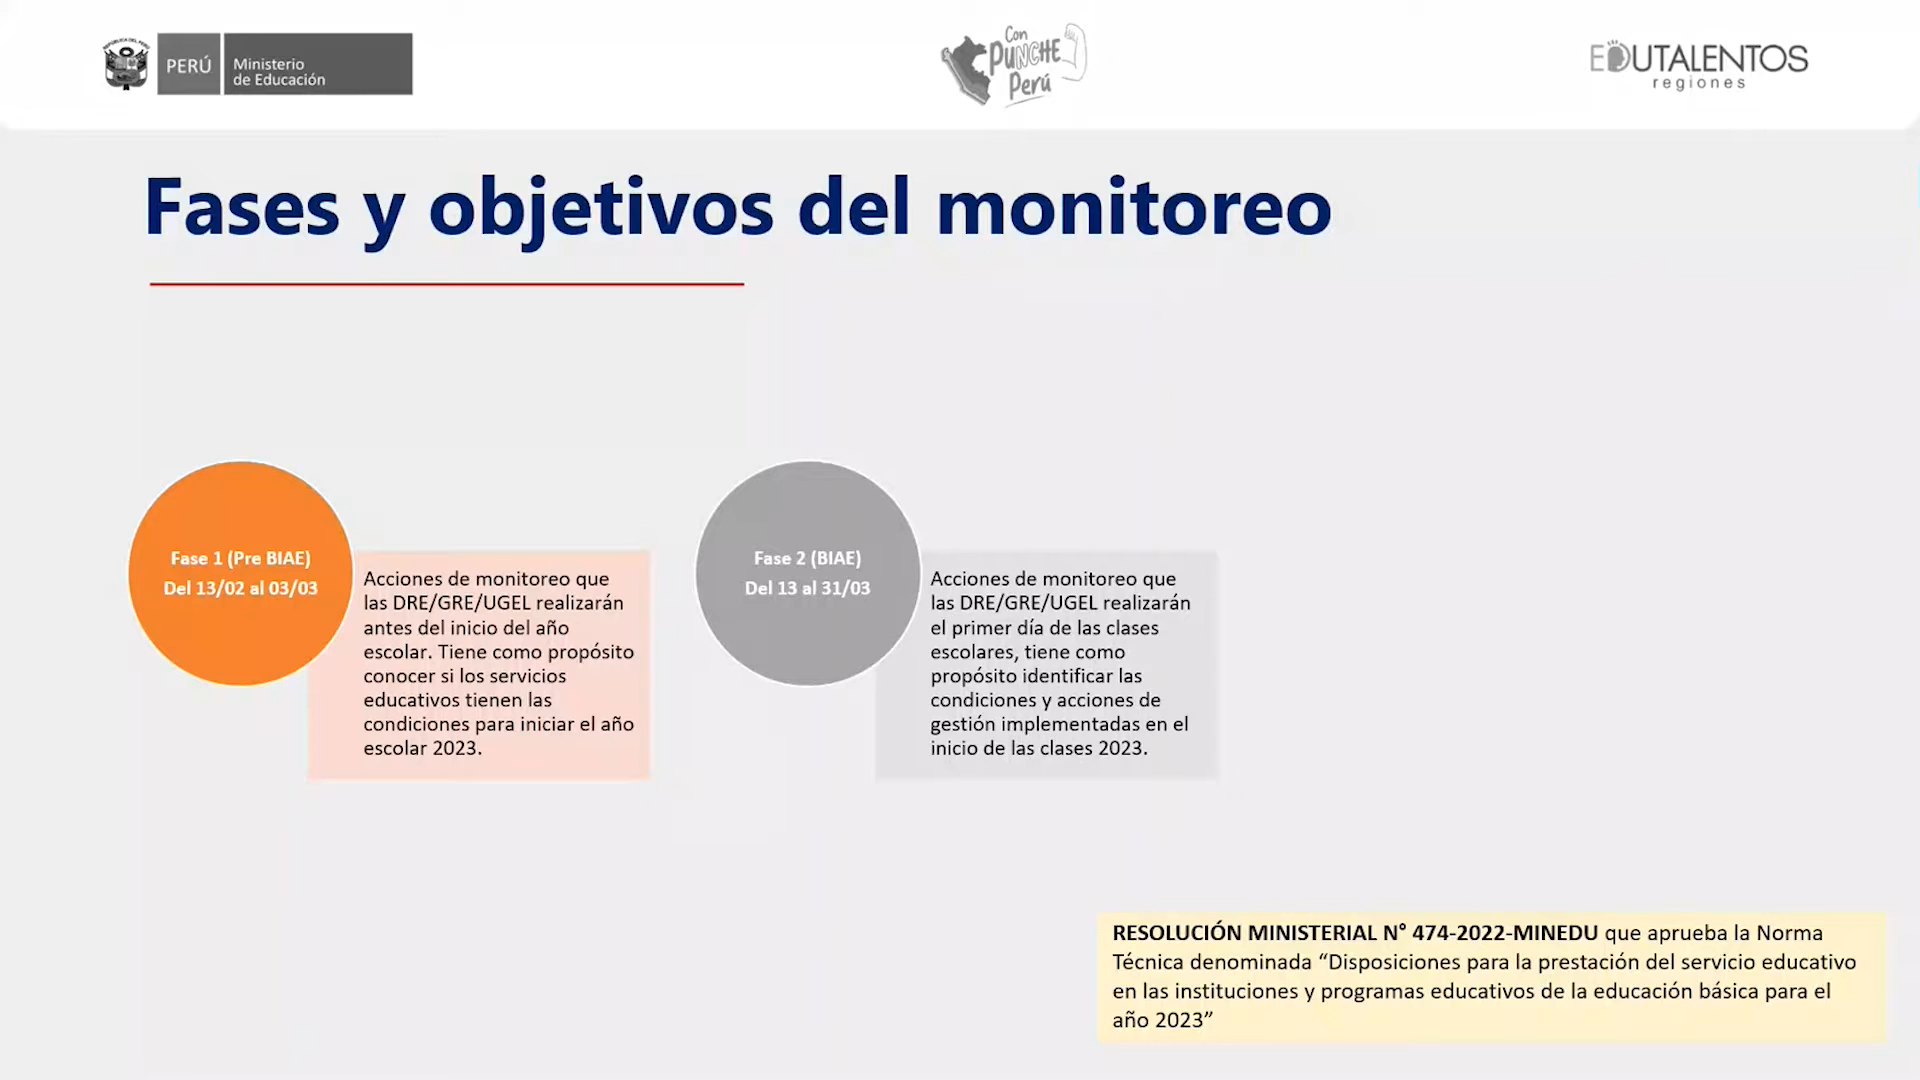 PERÚ
Ministerio
de Educación
Con
PUNCHE
Perú
EDUTALENTOS
regiones
Fases y objetivos del monitoreo
Fase 1 (Pre BIAE)
Del 13/02 al 03/03
Acciones de monitoreo que
las DRE/GRE/UGEL realizarán
antes del inicio del año
escolar. Tiene como propósito
conocer si los servicios
educativos tienen las
condiciones para iniciar el año
escolar 2023.
Fase 2 (BIAE)
Del 13 al 31/03
Acciones de monitoreo que
las DRE/GRE/UGEL realizarán
el primer día de las clases
escolares, tiene como
propósito identificar las
condiciones y acciones de
gestión implementadas en el
inicio de las clases 2023.
RESOLUCIÓN MINISTERIAL N° 474-2022-MINEDU que aprueba la Norma
Técnica denominada “Disposiciones para la prestación del servicio educativo
en las instituciones y programas educativos de la educación básica para el
año 2023”